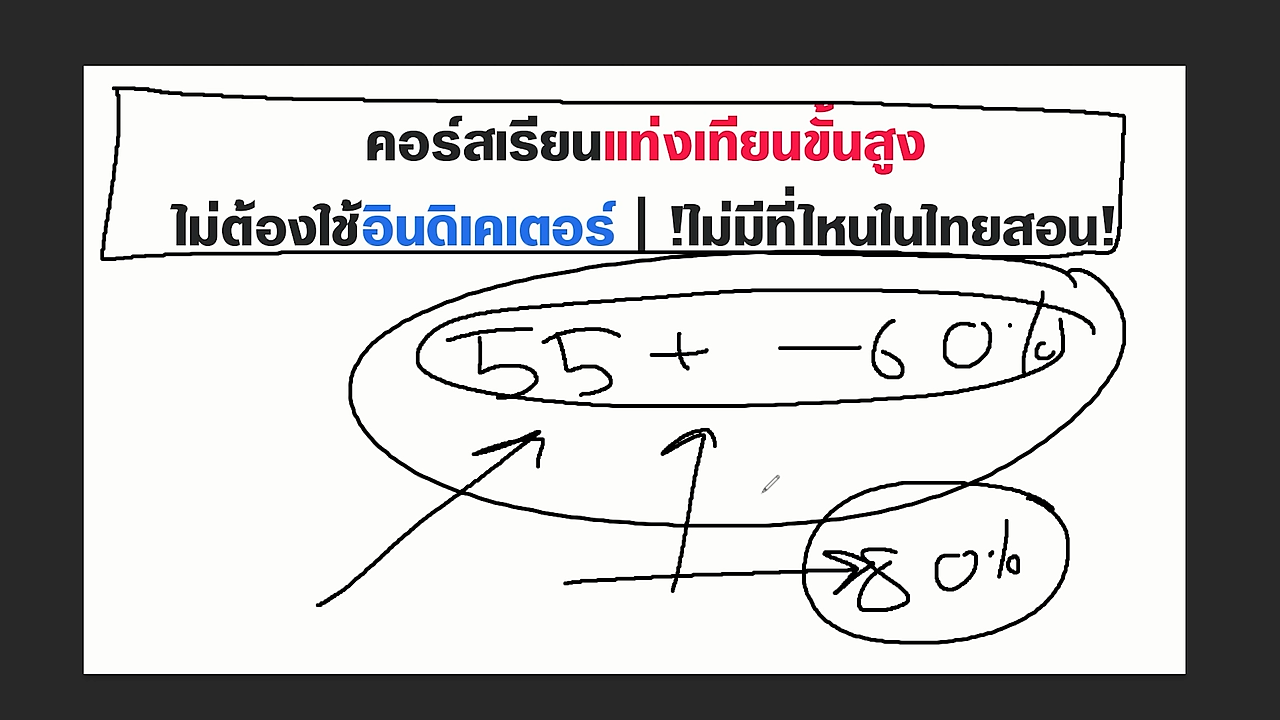 คอร์สเรียนแท่งเทียนขั้นสูง
ไม่ต้องใช้อินดิเคเตอร์ | !ไม่มีที่ไหนในไทยสอน!
55 + - 60%
80%